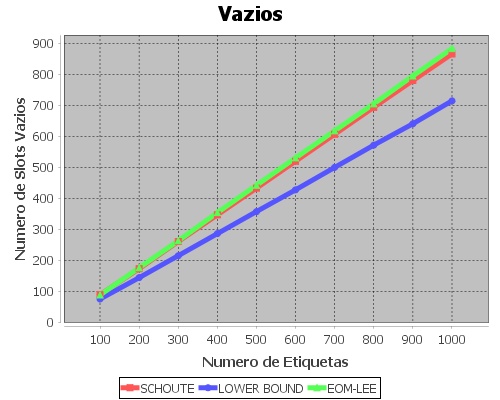 Vazios
900
800
700
600
500
400
300
200
100
0
Numero de Slots Vazios
100 200 300 400 500 600 700 800 900 1000
Numero de Etiquetas
SCHOUTE LOWER BOUND EOM-LEE